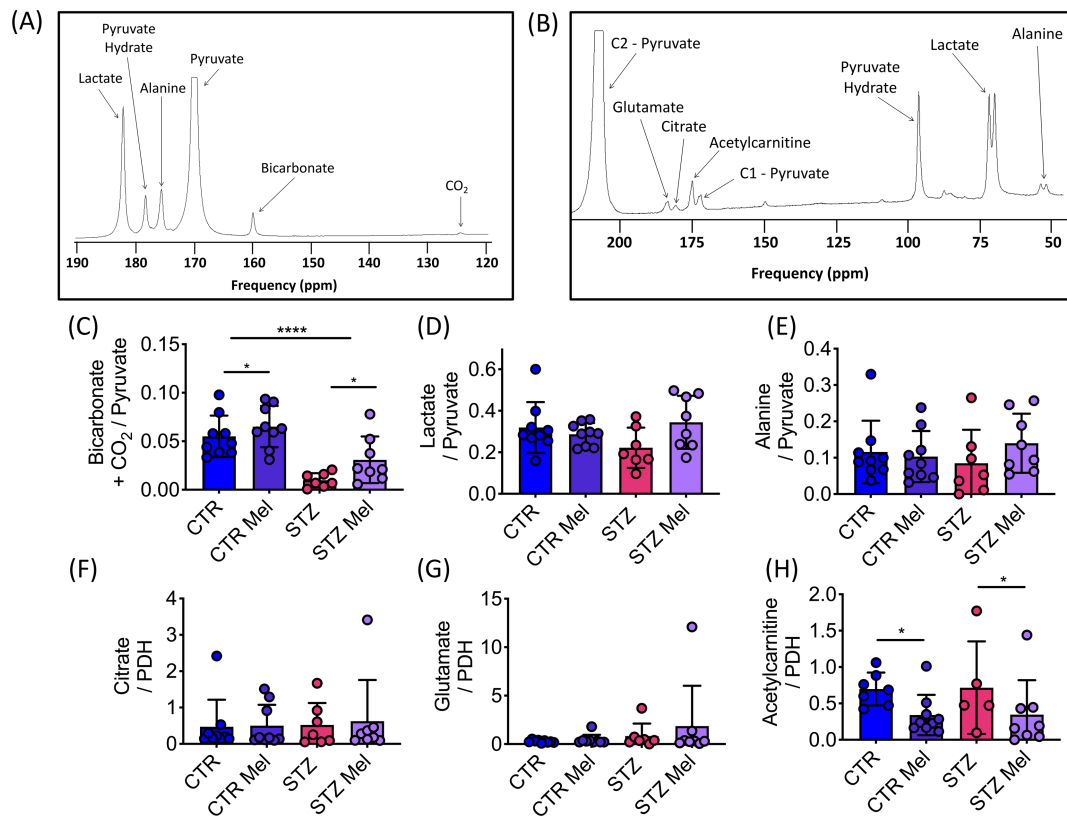 (A)
Pyruvate
Hydrate
Pyruvate
Lactate
Alanine
Bicarbonate
CO2
190 180 170 160 150 140 130 120
Frequency (ppm)
(B)
C2 - Pyruvate
Lactate
Alanine
Pyruvate
Hydrate
Glutamate
Citrate
Acetylcarnitine
C1 - Pyruvate
200 175 150 125 100 75 50
Frequency (ppm)
(C)
Bicarbonate
+ CO2 / Pyruvate
0.15
0.10
0.05
0.00
****
*
*
CTR
CTR Mel
STZ
STZ Mel
(D)
Lactate
/ Pyruvate
0.6
0.4
0.2
0.0
CTR
CTR Mel
STZ
STZ Mel
(E)
Alanine
/ Pyruvate
0.4
0.3
0.2
0.1
0.0
CTR
CTR Mel
STZ
STZ Mel
(F)
Citrate
/ PDH
4
3
2
1
0
CTR
CTR Mel
STZ
STZ Mel
(G)
Glutamate
/ PDH
15
10
5
0
CTR
CTR Mel
STZ
STZ Mel
(H)
Acetylcarnitine
/ PDH
2.0
1.5
1.0
0.5
0.0
*
*
CTR
CTR Mel
STZ
STZ Mel